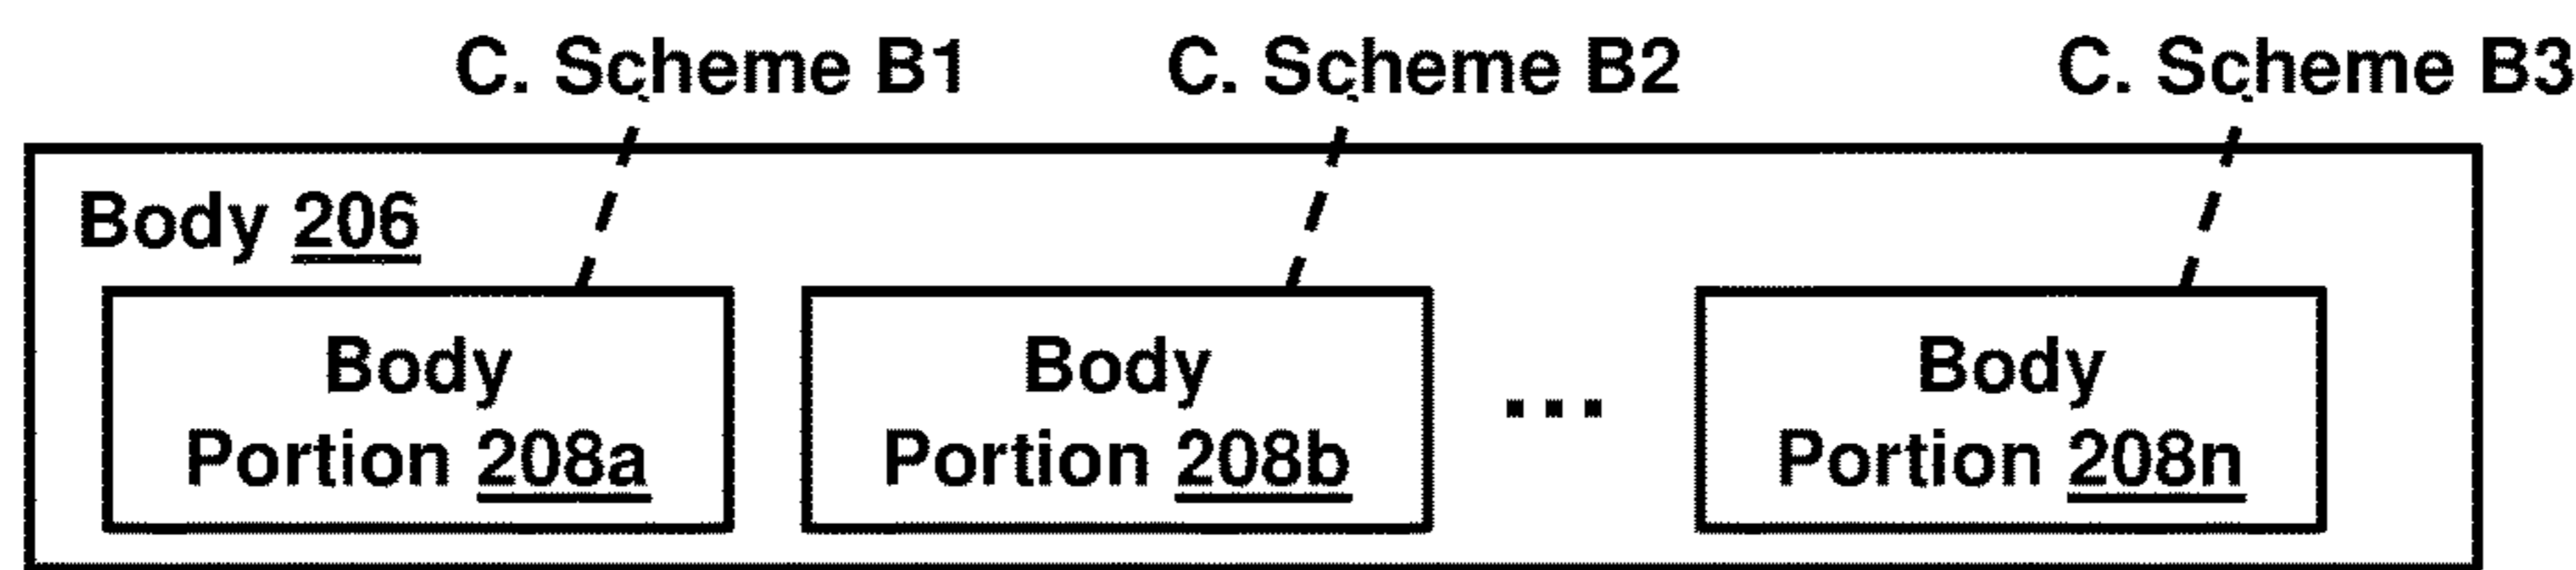 C. Scheme B1 C. Scheme B2 C. Scheme B3
Body 206
Body Body Body
Portion 208a Portion 208b ... Portion 208n